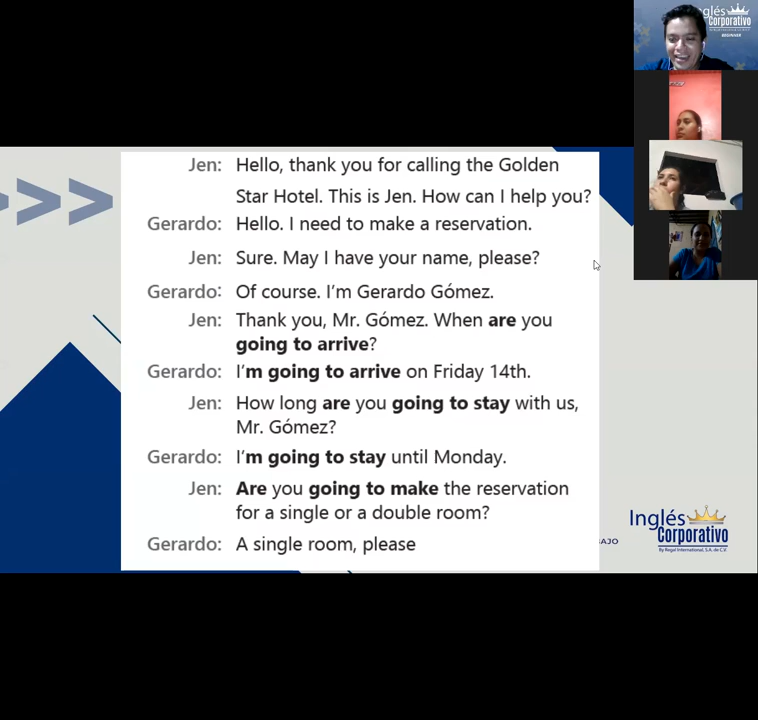 Inglés
Corporativo
BEGINNER
>>>
Jen: Hello, thank you for calling the Golden
Star Hotel. This is Jen. How can I help you?
Gerardo: Hello. I need to make a reservation.
Jen: Sure. May I have your name, please?
Gerardo: Of course. I'm Gerardo Gómez.
Jen: Thank you, Mr. Gómez. When are you
going to arrive?
Gerardo: I'm going to arrive on Friday 14th.
Jen: How long are you going to stay with us,
Mr. Gómez?
Gerardo: I'm going to stay until Monday.
Jen: Are you going to make the reservation
for a single or a double room?
Gerardo: A single room, please
AJO
Inglés
Corporativo
By Regal International, S.A. de C.V.